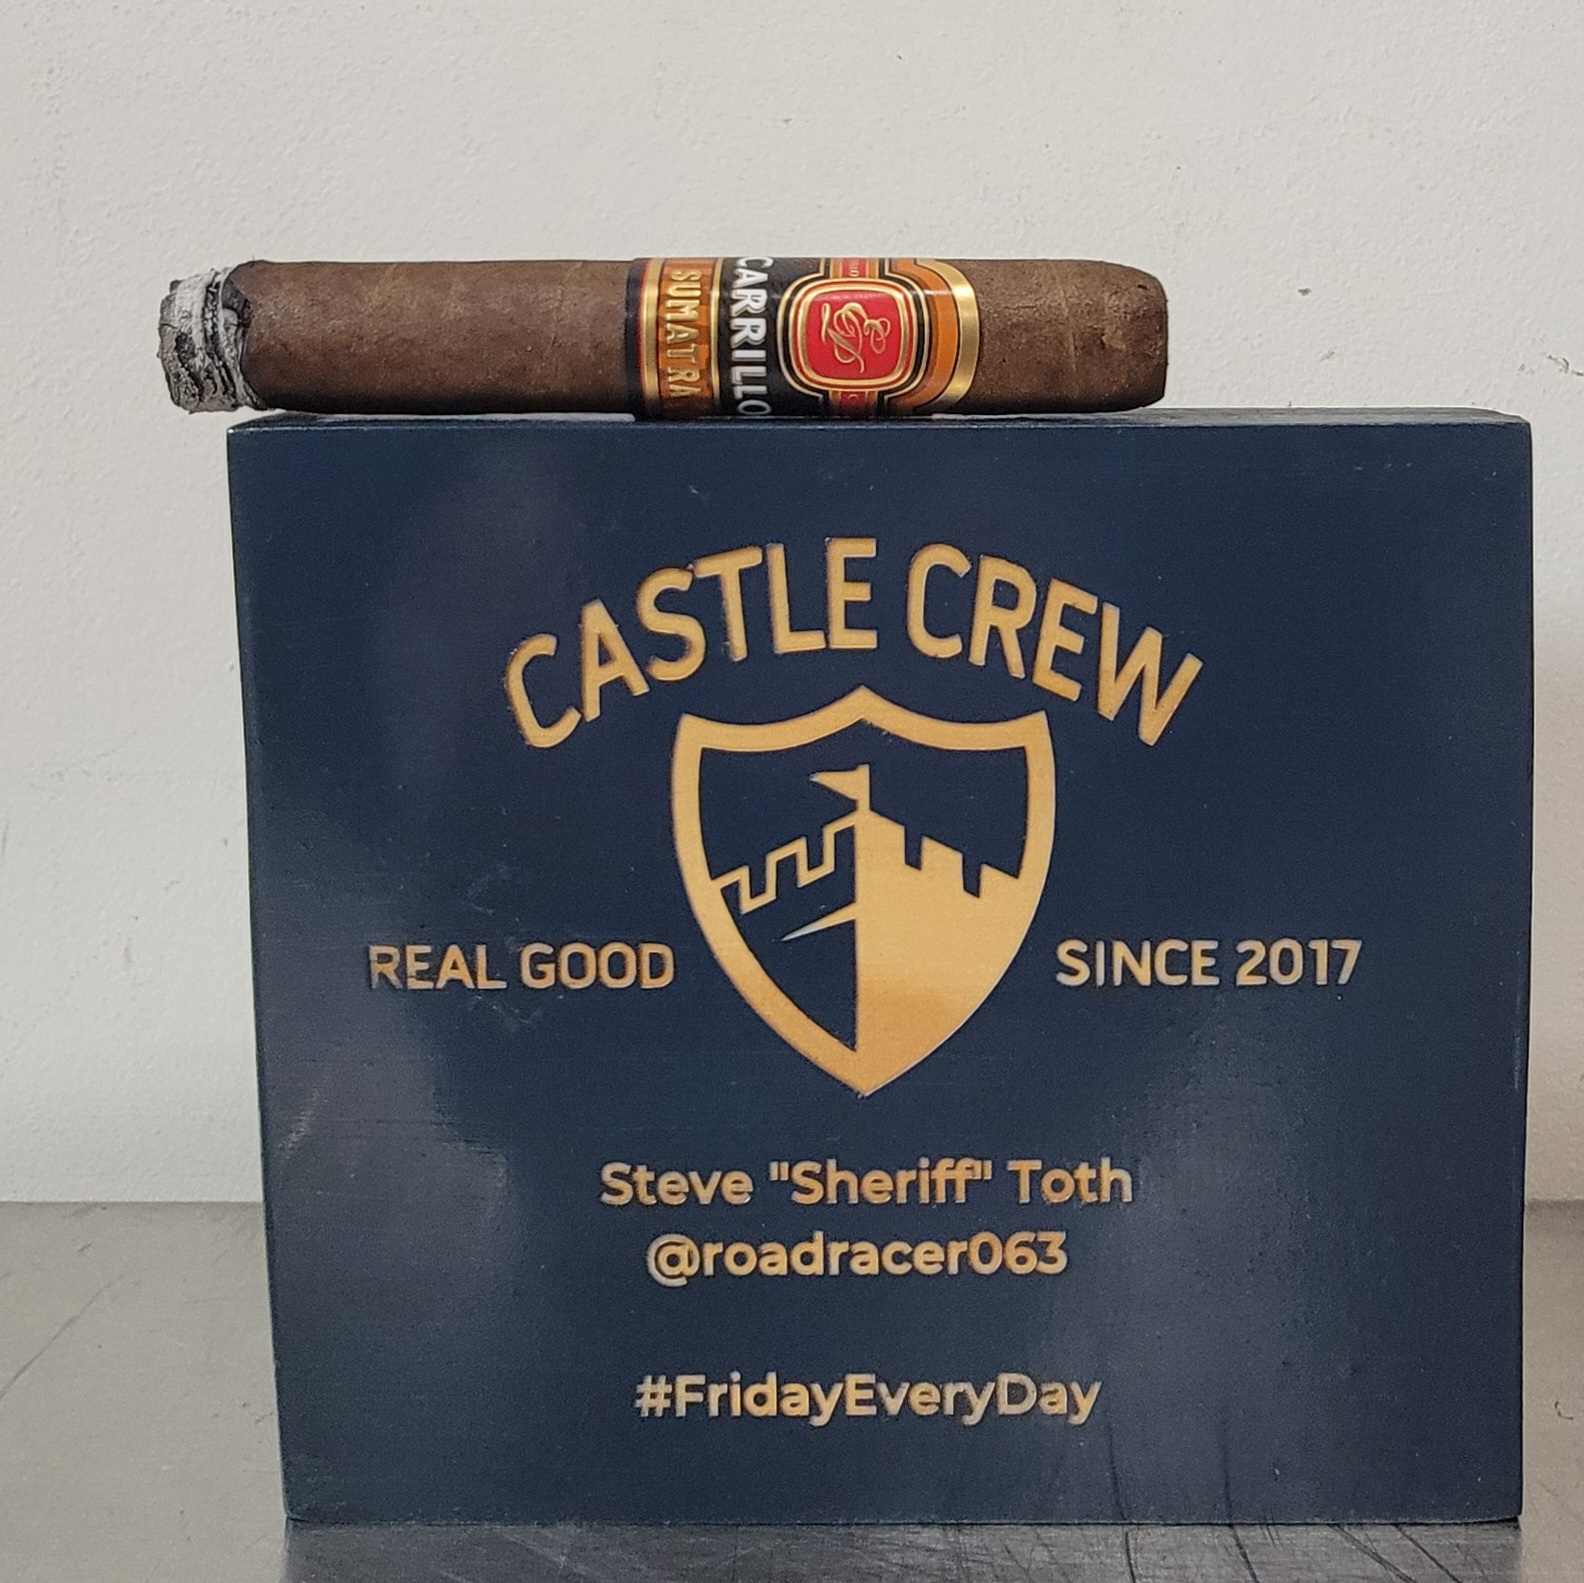 SUMATRA
CARRILLO
CASTLE CREW
REAL GOOD
SINCE 2017
Steve "Sheriff" Toth
@roadracer063
#FridayEveryDay